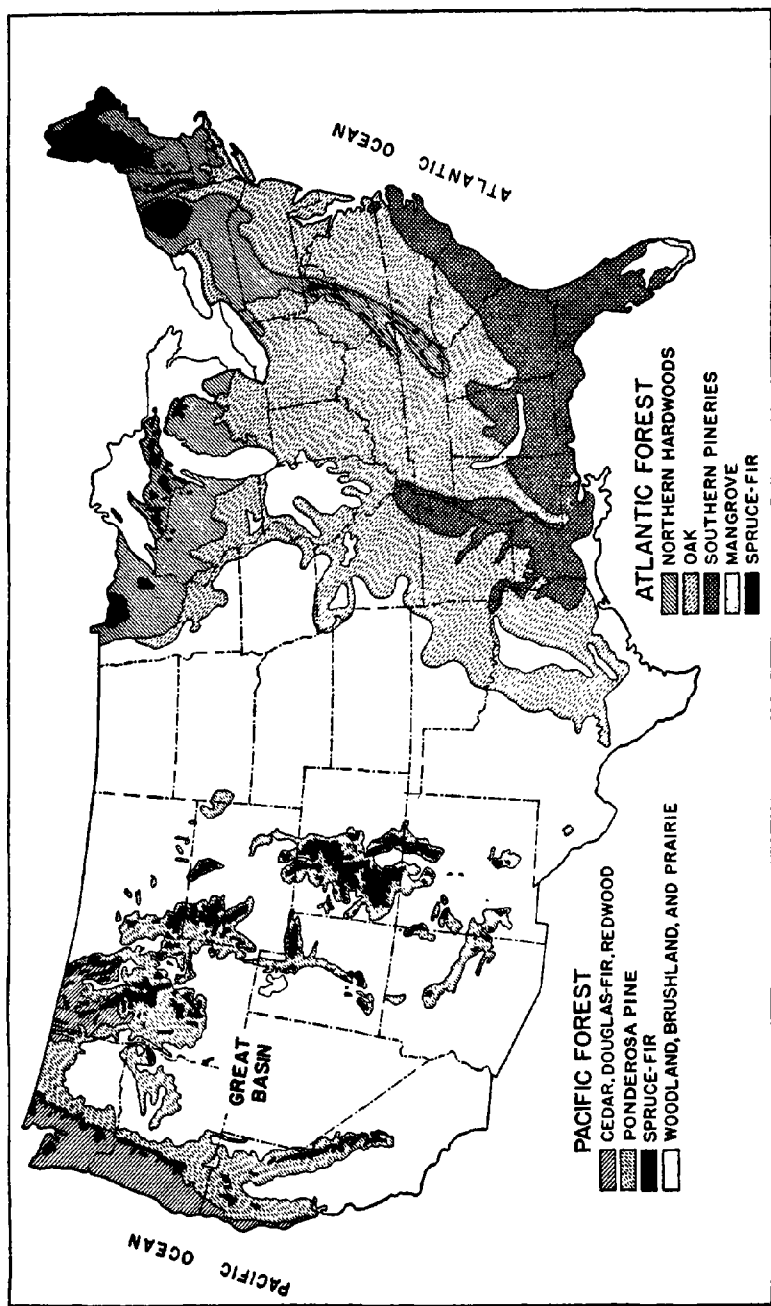 PACIFIC OCEAN
ATLANTIC OCEAN
GREAT
BASIN
PACIFIC FOREST
CEDAR, DOUGLAS-FIR, REDWOOD
PONDEROSA PINE
SPRUCE-FIR
WOODLAND, BRUSHLAND, AND PRAIRIE
ATLANTIC FOREST
NORTHERN HARDWOODS
OAK
SOUTHERN PINERIES
MANGROVE
SPRUCE-FIR